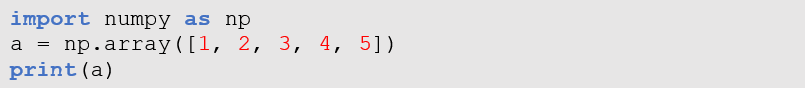 import numpy as np
a = np.array([1, 2, 3, 4, 5])
print(a)